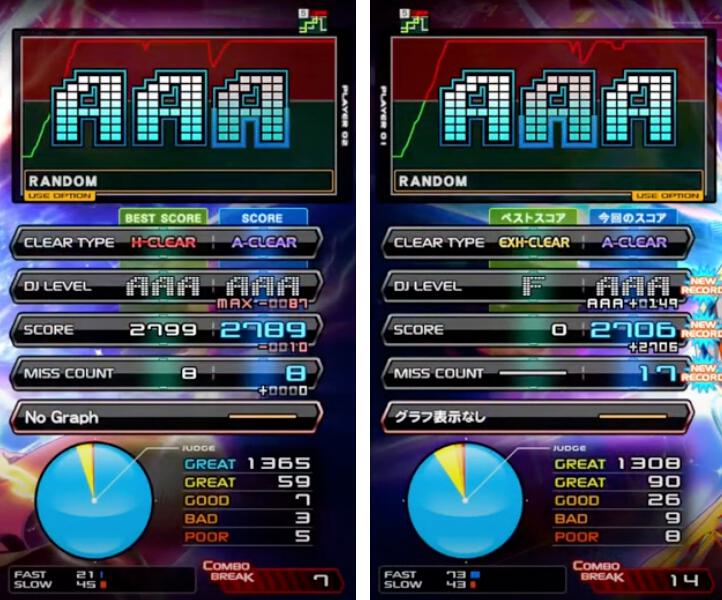 AAA
PLAYER 02
RANDOM
USE OPTION
BEST SCORE SCORE
CLEAR TYPE H-CLEAR A-CLEAR
DJ LEVEL AAA AAA
MAX -0087
SCORE 2799 2789
-0010
MISS COUNT 8 8
+0000
No Graph
JUDGE
GREAT 1365
GREAT 59
GOOD 7
BAD 3
POOR 5
FAST 21
SLOW 45
COMBO BREAK 7
AAA
PLAYER 01
RANDOM
USE OPTION
ベストスコア 今回のスコア
CLEAR TYPE EXH-CLEAR A-CLEAR
DJ LEVEL F AAA NEW RECORD
AAA +0149
SCORE 0 2706 NEW RECORD
+2706
MISS COUNT 17 NEW RECORD
グラフ表示なし
JUDGE
GREAT 1308
GREAT 90
GOOD 26
BAD 9
POOR 8
FAST 73
SLOW 43
COMBO BREAK 14